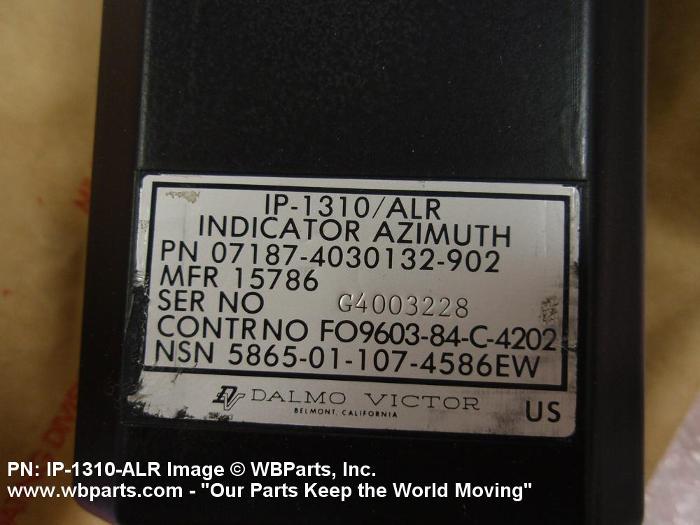 IP-1310/ALR
INDICATOR AZIMUTH
PN 07187-4030132-902
MFR 15786
SER NO G4003228
CONTRNO FO9603-84-C-4202
NSN 5865-01-107-4586EW
DV DALMO VICTOR
BELMONT, CALIFORNIA
US
PN: IP-1310-ALR Image © WBParts, Inc.
www.wbparts.com - "Our Parts Keep the World Moving"